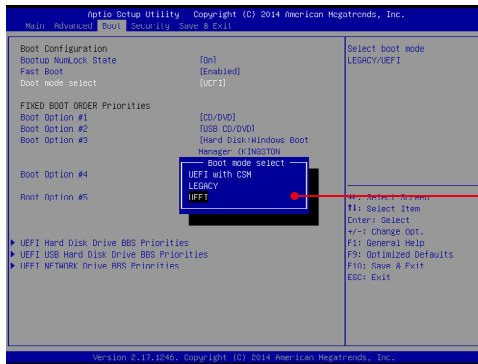 Aptio Setup Utility Copyright (C) 2014 American Megatrends, Inc.
Main Advanced Boot Security Save & Exit
Boot Configuration
Bootup NumLock State [On]
Fast Boot [Enabled]
Boot mode select [UEFI]
FIXED BOOT ORDER Priorities
Boot Option #1 [CD/DVD]
Boot Option #2 [USB CD/DVD]
Boot Option #3 [Hard Disk:Windows Boot
Manager (KINGSTON
Boot Option #4
Boot Option #5
Boot mode select
UEFI with CSM
LEGACY
UEFI
UEFI Hard Disk Drive BBS Priorities
UEFI USB Hard Disk Drive BBS Priorities
UEFI NETWORK Drive BBS Priorities
Select boot mode
LEGACY/UEFI
: Select Screen
↑↓: Select Item
Enter: Select
+/-: Change Opt.
F1: General Help
F9: Optimized Defaults
F10: Save & Exit
ESC: Exit
Version 2.17.1246. Copyright (C) 2014 American Megatrends, Inc.